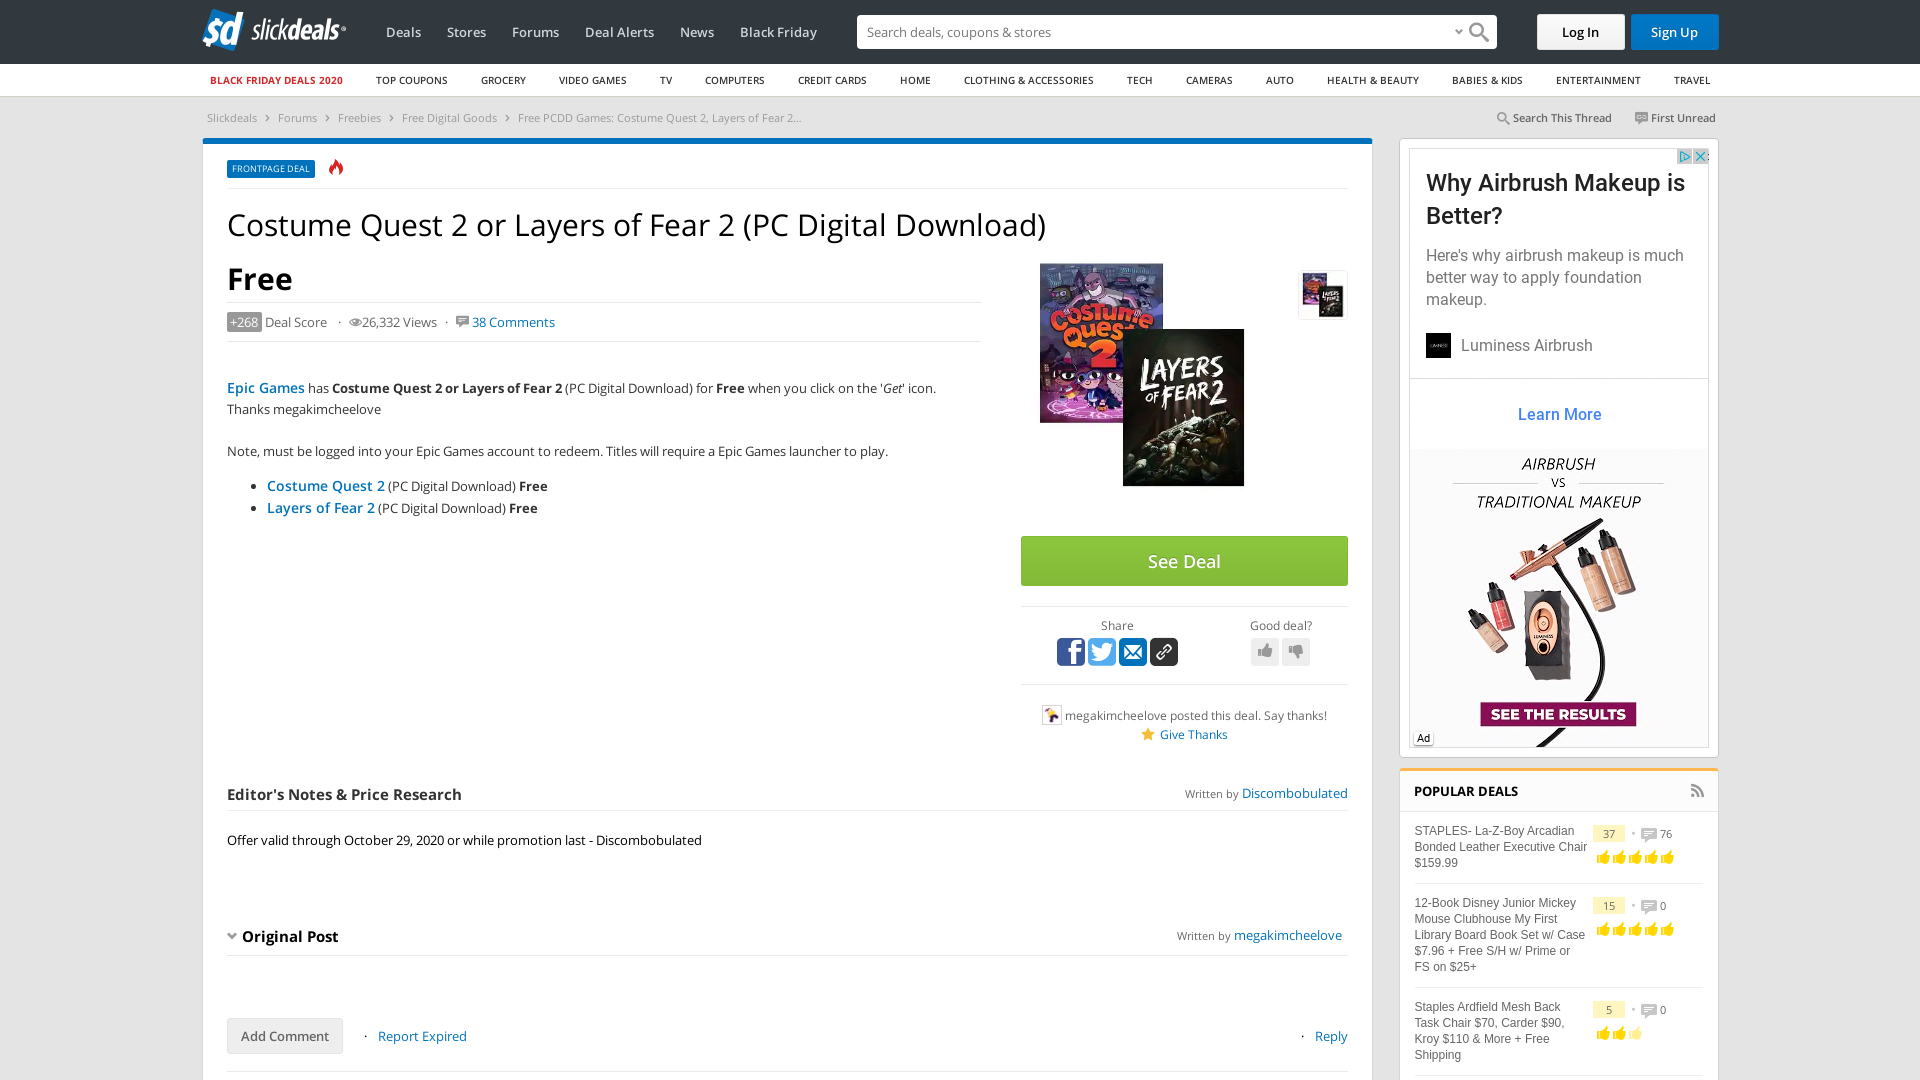 slickdeals
Deals
Stores
Forums
Deal Alerts
News
Black Friday
Search deals, coupons & stores
Log In
Sign Up
BLACK FRIDAY DEALS 2020
TOP COUPONS
GROCERY
VIDEO GAMES
TV
COMPUTERS
CREDIT CARDS
HOME
CLOTHING & ACCESSORIES
TECH
CAMERAS
AUTO
HEALTH & BEAUTY
BABIES & KIDS
ENTERTAINMENT
TRAVEL
Slickdeals › Forums › Freebies › Free Digital Goods › Free PCDD Games: Costume Quest 2, Layers of Fear 2...
Search This Thread
First Unread
FRONTPAGE DEAL
Costume Quest 2 or Layers of Fear 2 (PC Digital Download)
Free
+268 Deal Score · 26,332 Views · 38 Comments
Epic Games has Costume Quest 2 or Layers of Fear 2 (PC Digital Download) for Free when you click on the 'Get' icon.
Thanks megakimcheelove
Note, must be logged into your Epic Games account to redeem. Titles will require a Epic Games launcher to play.
• Costume Quest 2 (PC Digital Download) Free
• Layers of Fear 2 (PC Digital Download) Free
COSTUME
QUEST
2
LAYERS
OF FEAR 2
See Deal
Share
Good deal?
megakimcheelove posted this deal. Say thanks!
Give Thanks
Editor's Notes & Price Research
Written by Discombobulated
Offer valid through October 29, 2020 or while promotion last - Discombobulated
Original Post
Written by megakimcheelove
Add Comment
· Report Expired
· Reply
Why Airbrush Makeup is
Better?
Here's why airbrush makeup is much
better way to apply foundation
makeup.
Luminess Airbrush
Learn More
AIRBRUSH
VS
TRADITIONAL MAKEUP
LUMINESS
SEE THE RESULTS
Ad
POPULAR DEALS
STAPLES- La-Z-Boy Arcadian
Bonded Leather Executive Chair
$159.99
37 • 76
12-Book Disney Junior Mickey
Mouse Clubhouse My First
Library Board Book Set w/ Case
$7.96 + Free S/H w/ Prime or
FS on $25+
15 • 0
Staples Ardfield Mesh Back
Task Chair $70, Carder $90,
Kroy $110 & More + Free
Shipping
5 • 0